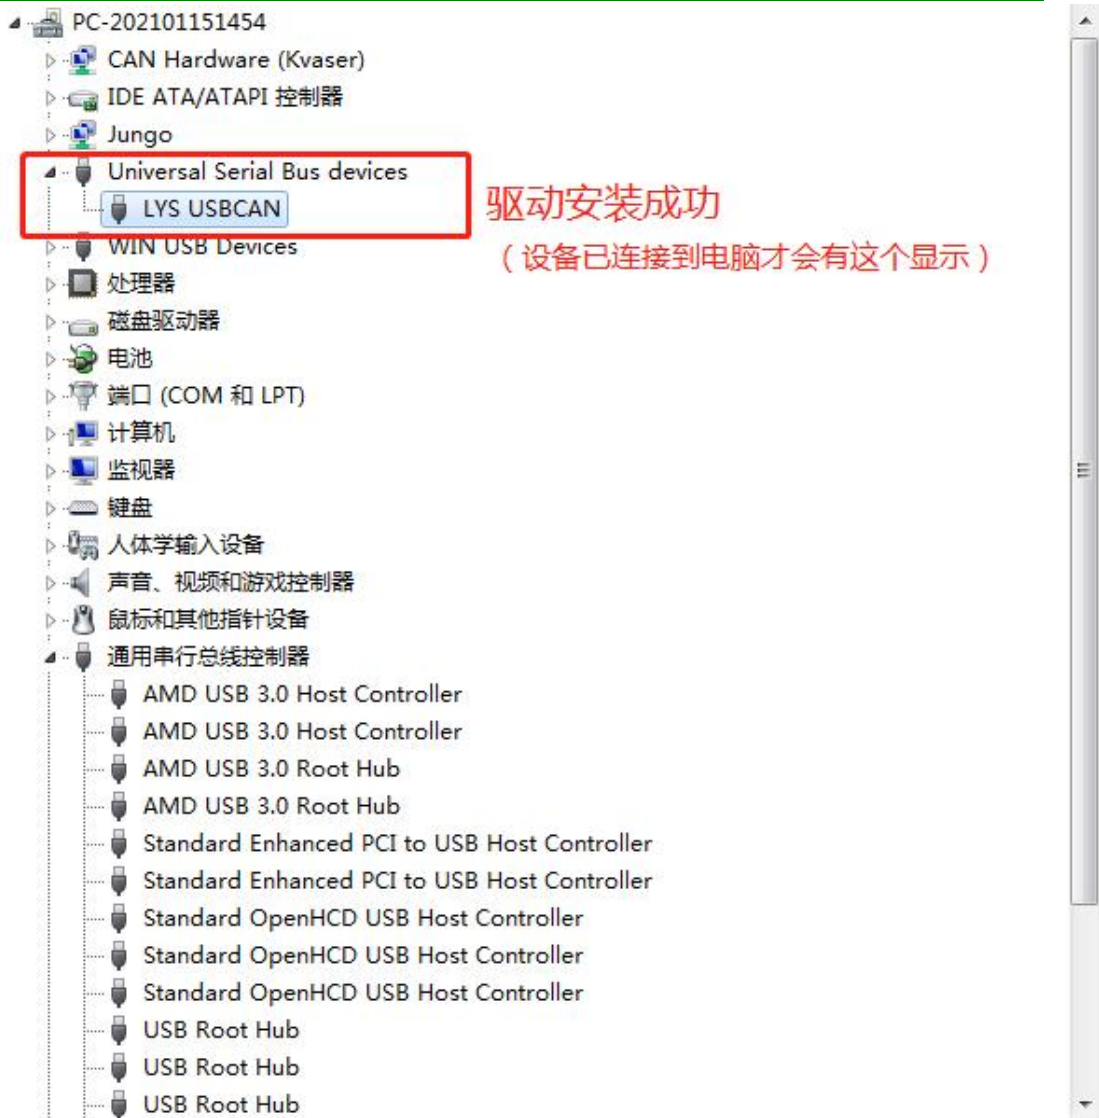 PC-202101151454
CAN Hardware (Kvaser)
IDE ATA/ATAPI 控制器
Jungo
Universal Serial Bus devices
LYS USBCAN
驱动安装成功
WIN USB Devices
（设备已连接到电脑才会有这个显示）
处理器
磁盘驱动器
电池
端口 (COM 和 LPT)
计算机
监视器
键盘
人体学输入设备
声音、视频和游戏控制器
鼠标和其他指针设备
通用串行总线控制器
AMD USB 3.0 Host Controller
AMD USB 3.0 Host Controller
AMD USB 3.0 Root Hub
AMD USB 3.0 Root Hub
Standard Enhanced PCI to USB Host Controller
Standard Enhanced PCI to USB Host Controller
Standard OpenHCD USB Host Controller
Standard OpenHCD USB Host Controller
Standard OpenHCD USB Host Controller
USB Root Hub
USB Root Hub
USB Root Hub